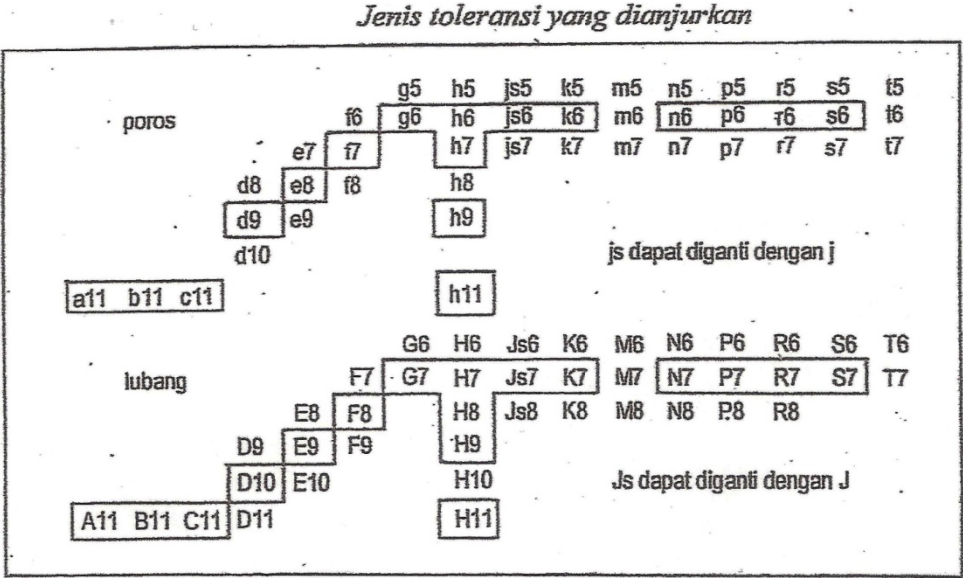 Jenis toleransi yang dianjurkan
g5 h5 js5 k5 m5 n5 p5 r5 s5 t5
poros f6 g6 h6 js6 k6 m6 n6 p6 r6 s6 t6
e7 f7 h7 js7 k7 m7 n7 p7 r7 s7 t7
d8 e8 f8 h8
d9 e9 h9
d10 js dapat diganti dengan j
a11 b11 c11 h11
G6 H6 Js6 K6 M6 N6 P6 R6 S6 T6
lubang F7 G7 H7 Js7 K7 M7 N7 P7 R7 S7 T7
E8 F8 H8 Js8 K8 M8 N8 P8 R8
D9 E9 F9 H9
D10 E10 H10 Js dapat diganti dengan J
A11 B11 C11 D11 H11